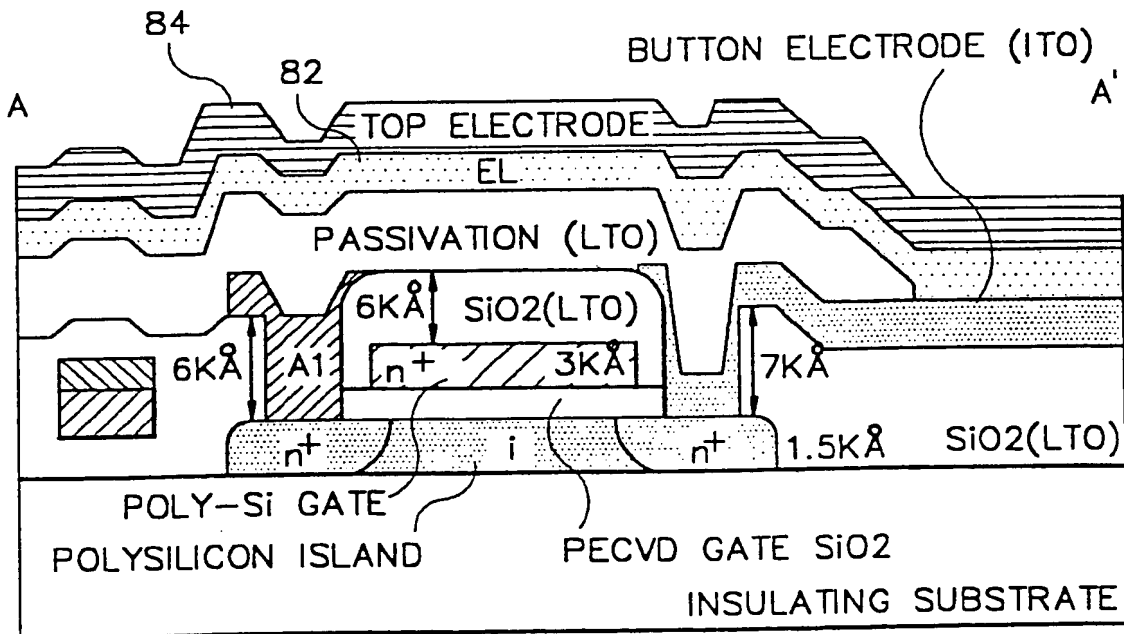 84
BUTTON ELECTRODE (ITO)
82
A
A'
TOP ELECTRODE
EL
PASSIVATION (LTO)
6KÅ
SiO2(LTO)
6KÅ
A1
n+
3KÅ
7KÅ
n+
i
n+
1.5KÅ
SiO2(LTO)
POLY-Si GATE
POLYSILICON ISLAND
PECVD GATE SiO2
INSULATING SUBSTRATE